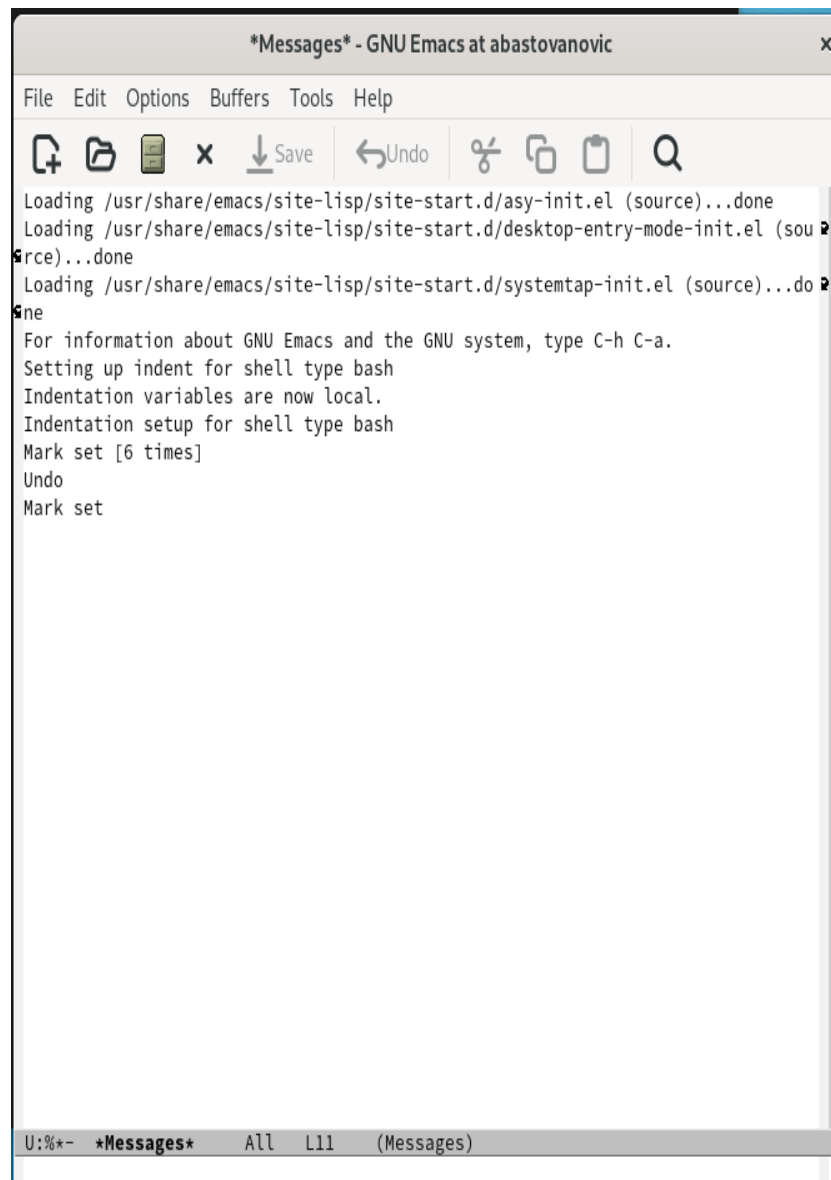 *Messages* - GNU Emacs at abastovanovic
x
File Edit Options Buffers Tools Help
Save Undo
Loading /usr/share/emacs/site-lisp/site-start.d/asy-init.el (source)...done
Loading /usr/share/emacs/site-lisp/site-start.d/desktop-entry-mode-init.el (sou
rce)...done
Loading /usr/share/emacs/site-lisp/site-start.d/systemtap-init.el (source)...do
ne
For information about GNU Emacs and the GNU system, type C-h C-a.
Setting up indent for shell type bash
Indentation variables are now local.
Indentation setup for shell type bash
Mark set [6 times]
Undo
Mark set
U:%*- *Messages* All L11 (Messages)